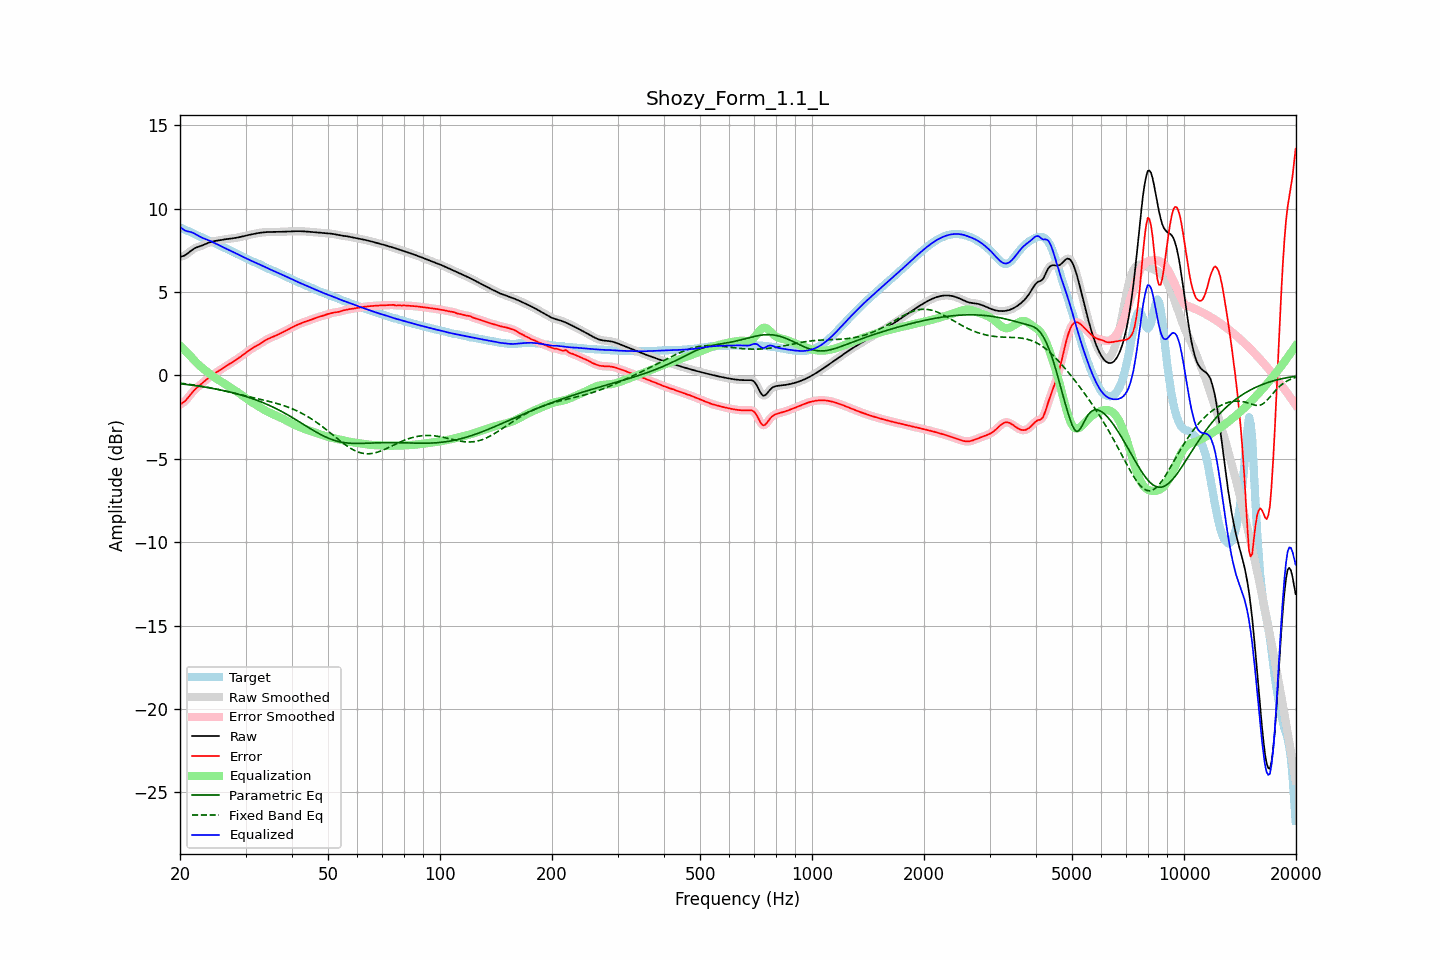 Shozy_Form_1.1_L
15
10
5
0
−5
−10
−15
−20
−25
Amplitude (dBr)
Target
Raw Smoothed
Error Smoothed
Raw
Error
Equalization
Parametric Eq
Fixed Band Eq
Equalized
20 50 100 200 500 1000 2000 5000 10000 20000
Frequency (Hz)